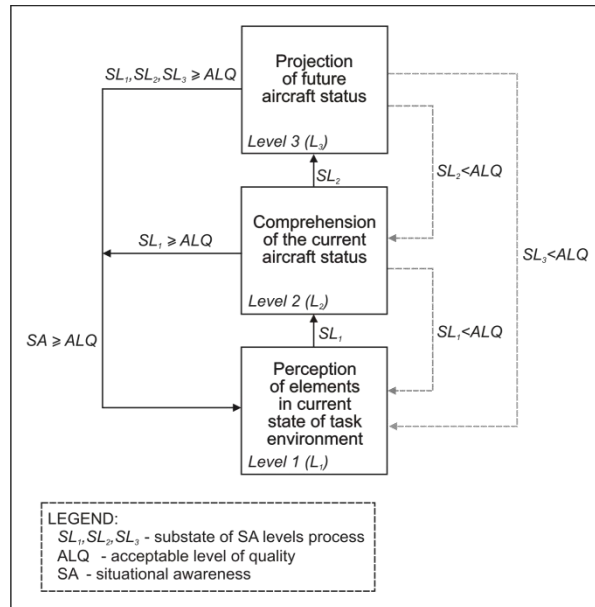 Projection
of future
aircraft status
Level 3 (L₃)
SL₁,SL₂,SL₃ ⩾ ALQ
SL₂<ALQ
SL₂
Comprehension
of the current
aircraft status
Level 2 (L₂)
SL₁ ⩾ ALQ
SL₃<ALQ
SL₁
SL₁<ALQ
SA ⩾ ALQ
Perception
of elements
in current
state of task
environment
Level 1 (L₁)
LEGEND:
SL₁,SL₂,SL₃ - substate of SA levels process
ALQ - acceptable level of quality
SA - situational awareness